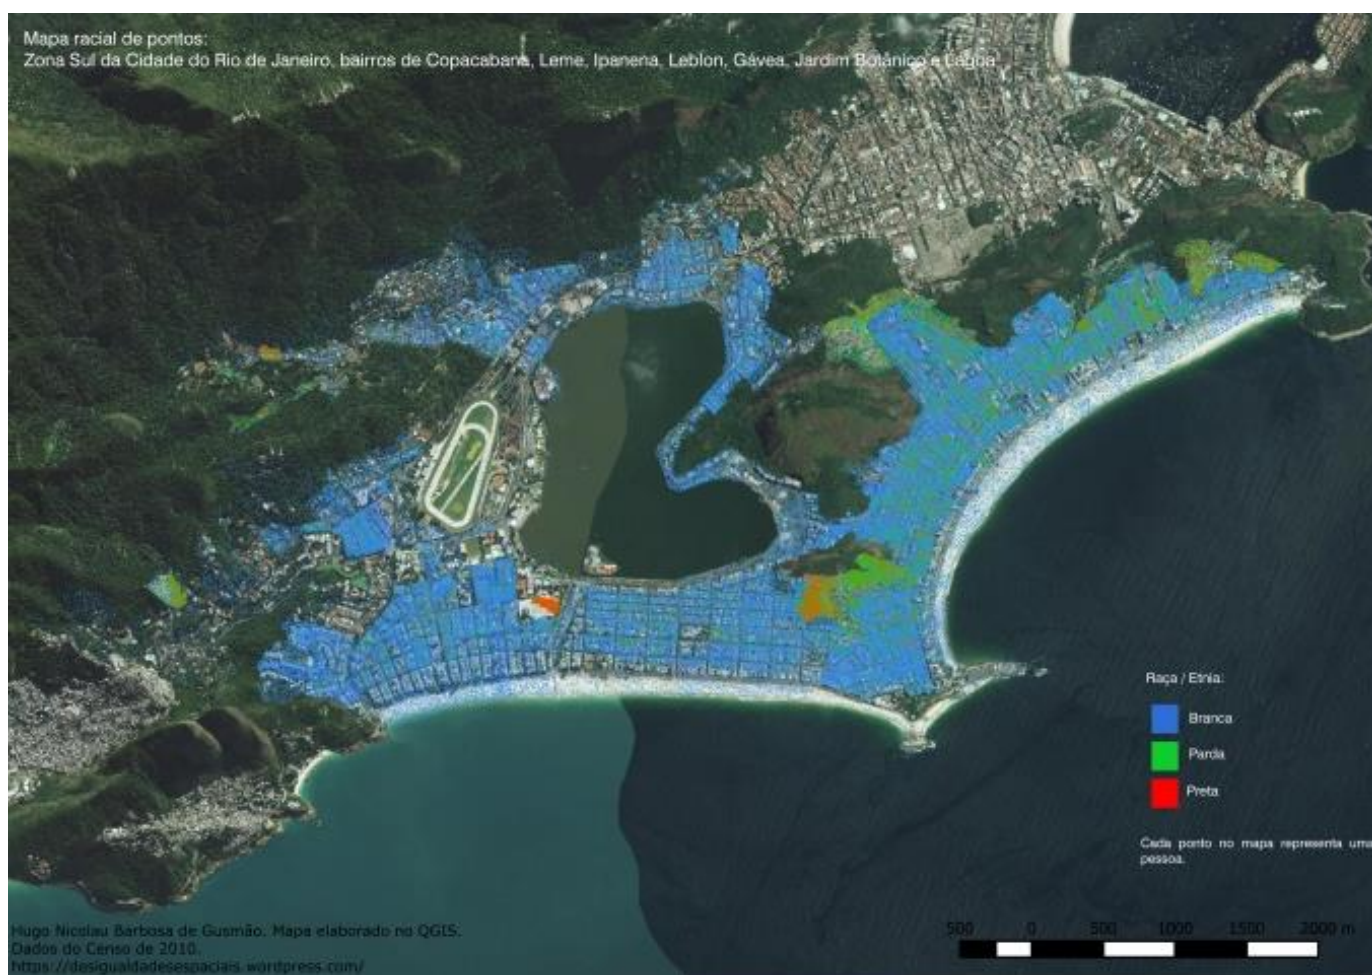 Mapa racial de pontos:
Zona Sul da Cidade do Rio de Janeiro, bairros de Copacabana, Leme, Ipanena, Leblon, Gávea, Jardim Botânico e Lagoa
Raça / Etnia:
Branca
Parda
Preta
Cada ponto no mapa representa uma
pessoa.
Hugo Nicolau Barbosa de Gusmão. Mapa elaborado no QGIS.
Dados do Censo de 2010.
https://desigualdadesespaciais.wordpress.com/
500 0 500 1000 1500 2000 m